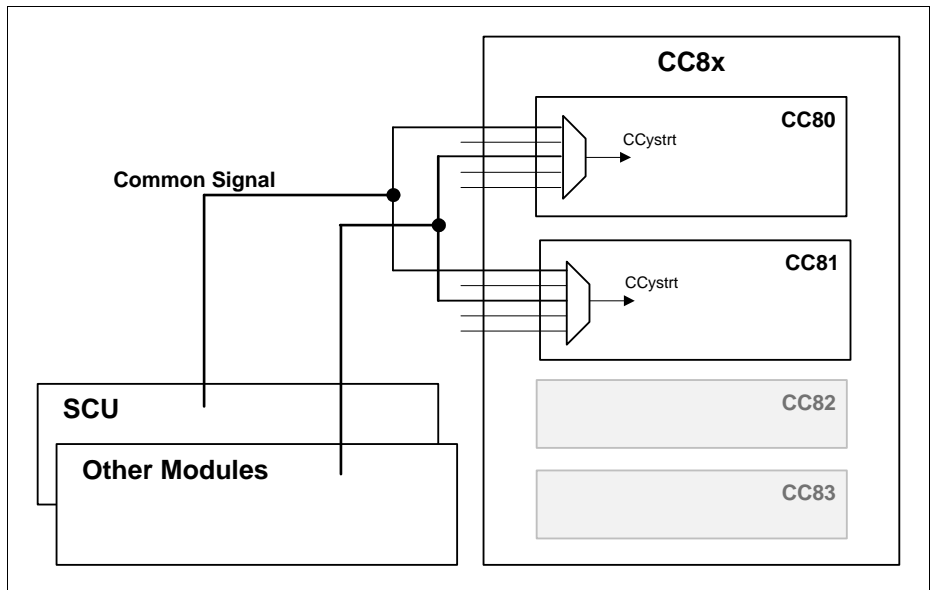 CC8x
CC80
CCystrt
Common Signal
CC81
CCystrt
SCU
CC82
Other Modules
CC83